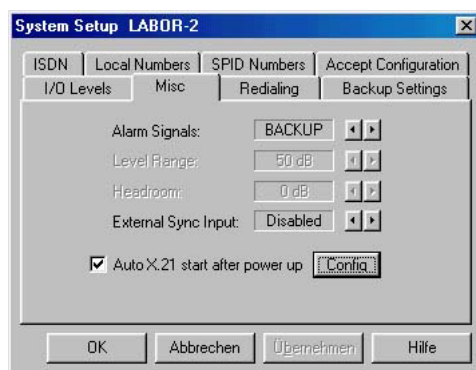 System Setup LABOR-2
ISDN Local Numbers SPID Numbers Accept Configuration
I/O Levels Misc Redialing Backup Settings
Alarm Signals: BACKUP
Level Range: 50 dB
Headroom: 0 dB
External Sync Input: Disabled
Auto X.21 start after power up Config
OK Abbrechen Übernehmen Hilfe